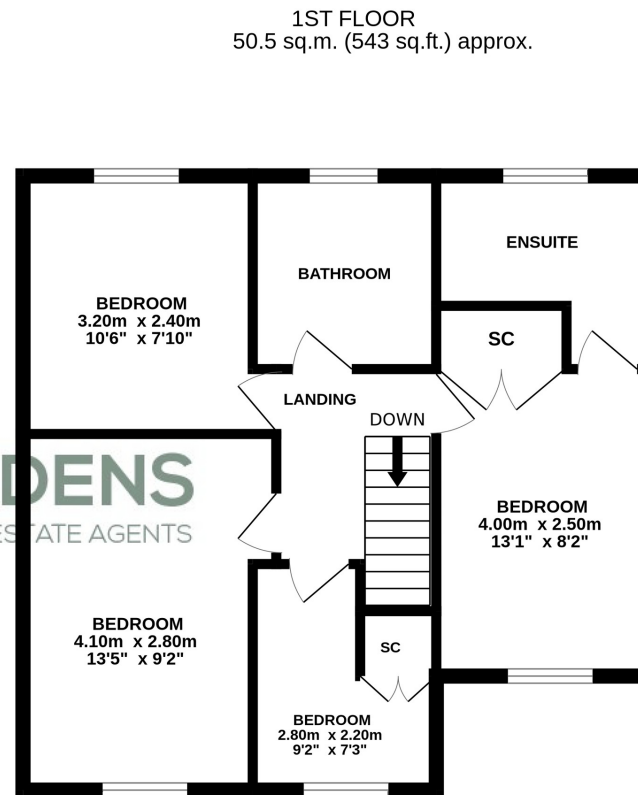 1ST FLOOR
50.5 sq.m. (543 sq.ft.) approx.
ENSUITE
BATHROOM
BEDROOM
3.20m x 2.40m
10'6" x 7'10"
SC
LANDING
DOWN
DENS
ESTATE AGENTS
BEDROOM
4.00m x 2.50m
13'1" x 8'2"
BEDROOM
4.10m x 2.80m
13'5" x 9'2"
SC
BEDROOM
2.80m x 2.20m
9'2" x 7'3"